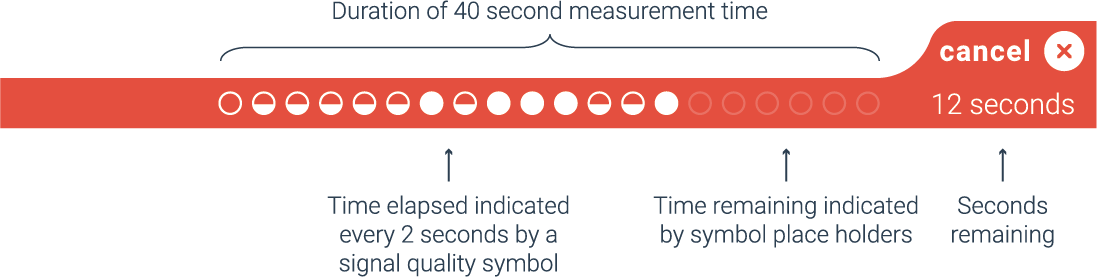 Duration of 40 second measurement time
cancel
12 seconds
Time elapsed indicated
every 2 seconds by a
signal quality symbol
Time remaining indicated
by symbol place holders
Seconds
remaining